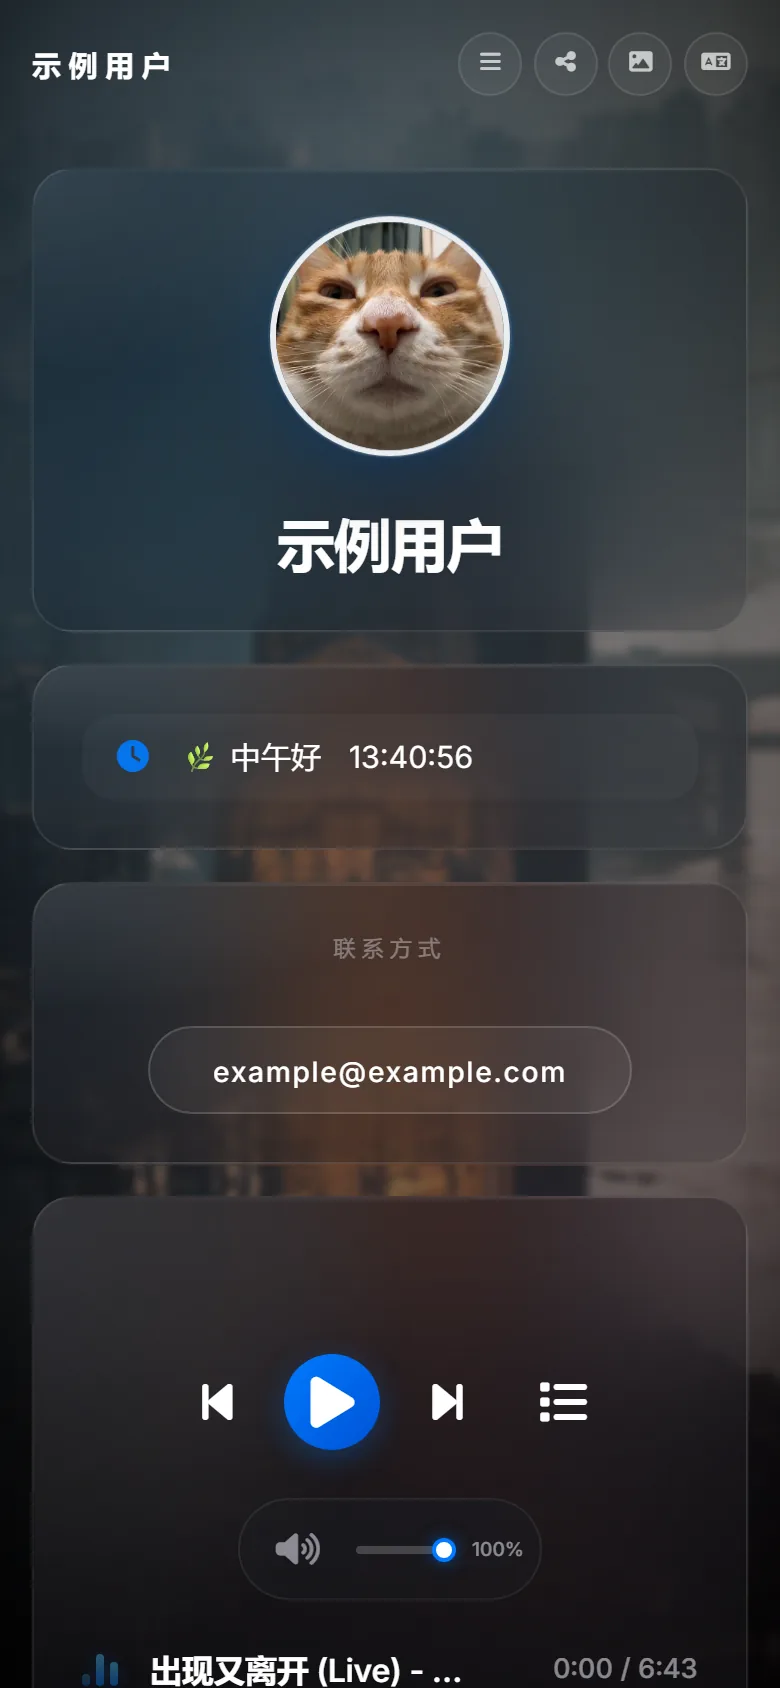 示例用户
示例用户
中午好 13:40:56
联系方式
example@example.com
100%
出现又离开 (Live) - ...
0:00 / 6:43